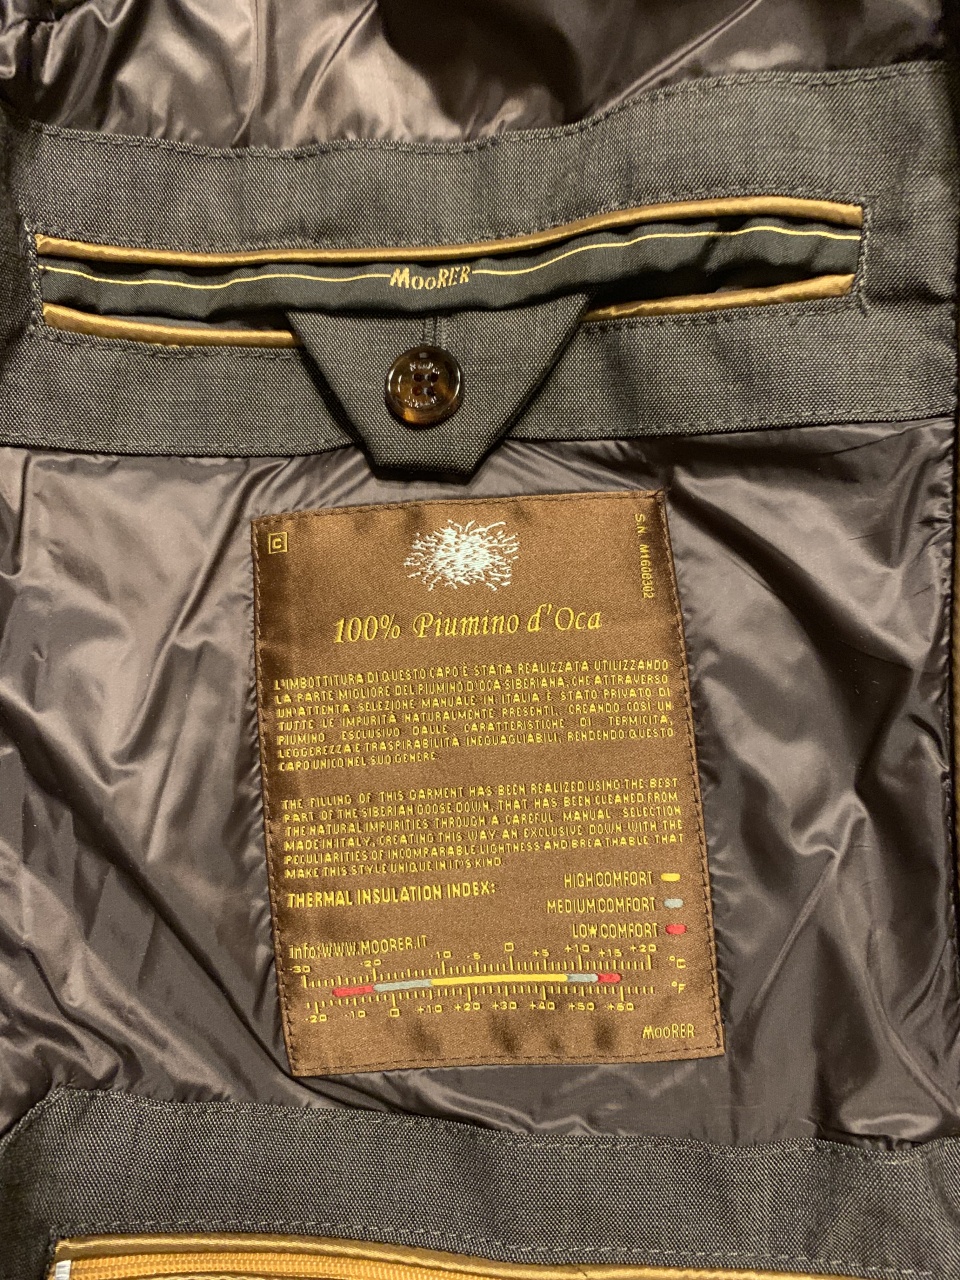 MOORER
C
S.N. M1606302
100% Piumino d'Oca
L'IMBOTTITURA DI QUESTO CAPO È STATA REALIZZATA UTILIZZANDO
LA PARTE MIGLIORE DEL PIUMINO D'OCA SIBERIANA, CHE ATTRAVERSO
UN'ATTENTA SELEZIONE MANUALE IN ITALIA È STATO PRIVATO DI
TUTTE LE IMPURITÀ NATURALMENTE PRESENTI, CREANDO COSÌ UN
PIUMINO ESCLUSIVO DALLE CARATTERISTICHE DI TERMICITÀ,
LEGGEREZZA E TRASPIRABILITÀ INEGUAGLIABILI, RENDENDO QUESTO
CAPO UNICO NEL SUO GENERE.
THE FILLING OF THIS GARMENT HAS BEEN REALIZED USING THE BEST
PART OF THE SIBERIAN GOOSE DOWN, THAT HAS BEEN CLEANED FROM
THE NATURAL IMPURITIES THROUGH A CAREFUL MANUAL SELECTION
MADE IN ITALY, CREATING THIS WAY AN EXCLUSIVE DOWN WITH THE
PECULIARITIES OF INCOMPARABLE LIGHTNESS AND BREATHABLE THAT
MAKE THIS STYLE UNIQUE IN IT'S KIND.
THERMAL INSULATION INDEX:
HIGH COMFORT
MEDIUM COMFORT
LOW COMFORT
info:WWW.MOORER.IT
-30 -20 -10 -5 0 +5 +10 +15 +20 °C
-20 -10 0 +10 +20 +30 +40 +50 +60 °F
MOORER